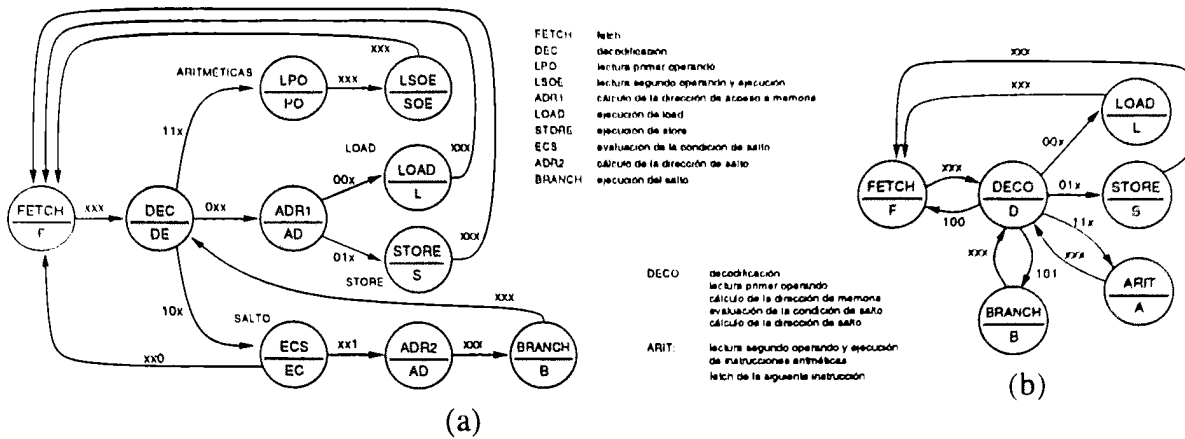 xxx
ARITMÉTICAS
LPO
PO
xxx
LSOE
SOE
11x
LOAD
LOAD
L
xxx
00x
FETCH
xxx
DEC
DE
0xx
ADR1
AD
01x
STORE
S
xxx
STORE
10x
SALTO
xxx
xx0
ECS
EC
xx1
ADR2
AD
xxx
BRANCH
B
(a)
FETCH fetch
DEC decodificación
LPO lectura primer operando
LSOE lectura segundo operando y ejecución
ADR1 cálculo de la dirección de acceso a memoria
LOAD ejecución de load
STORE ejecución de store
ECS evaluación de la condición de salto
ADR2 cálculo de la dirección de salto
BRANCH ejecución del salto
DECO decodificación
lectura primer operando
cálculo de la dirección de memoria
evaluación de la condición de salto
cálculo de la dirección de salto
ARIT: lectura segundo operando y ejecución
de instrucciones aritméticas
fetch de la siguiente instrucción
xxx
xxx
LOAD
L
00x
FETCH
F
xxx
DECO
D
01x
STORE
S
100
11x
xxx
xxx
101
ARIT
A
BRANCH
B
(b)